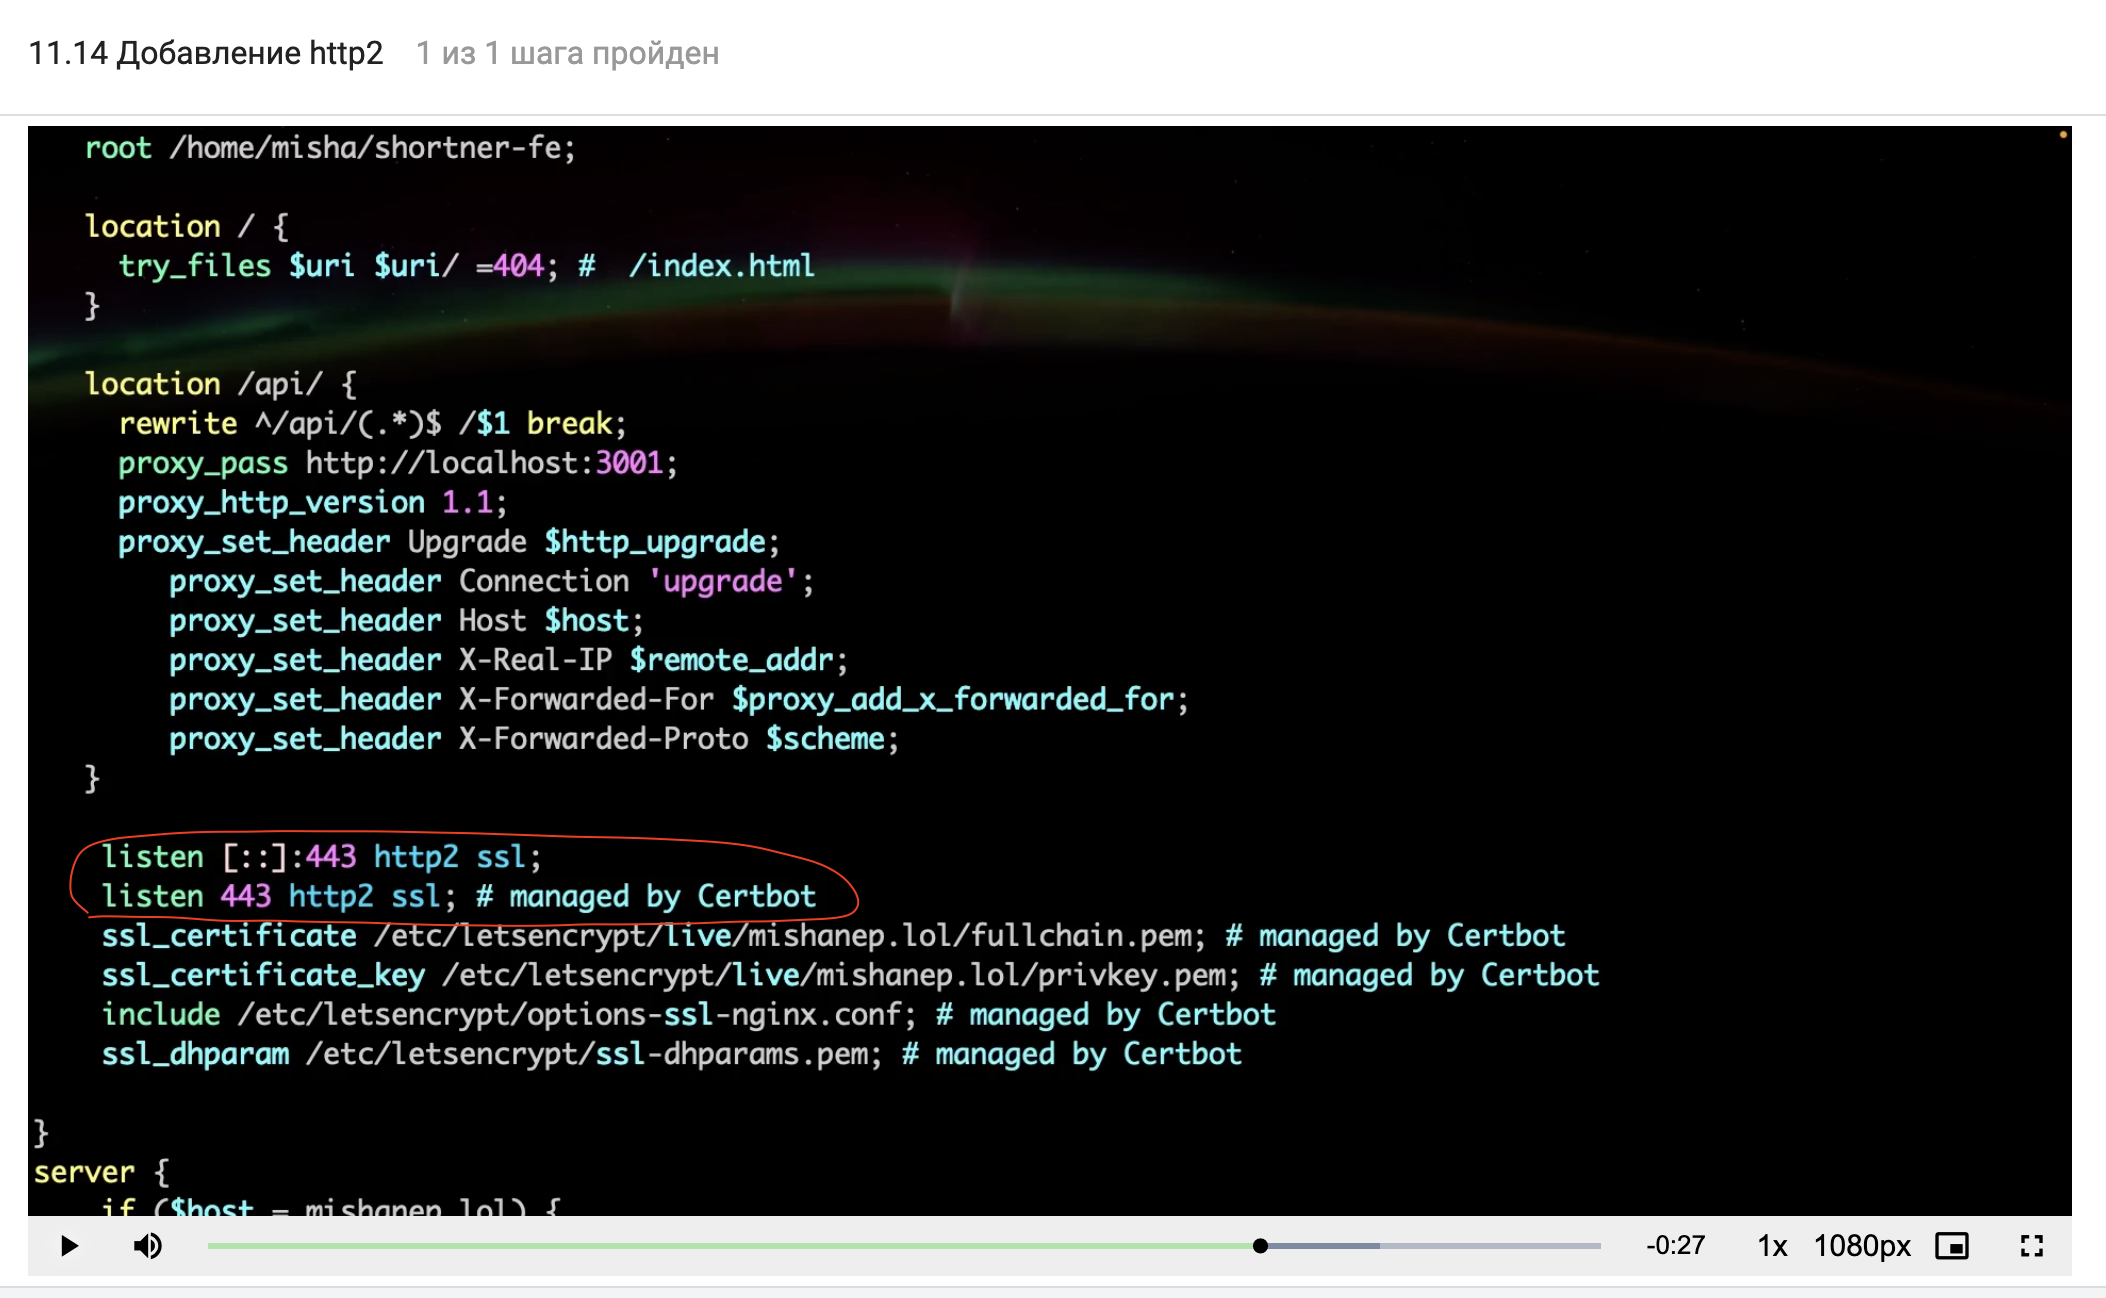 11.14 Добавление http2 1 из 1 шага пройден
root /home/misha/shortner-fe;
location / {
try_files $uri $uri/ =404; # /index.html
}
location /api/ {
rewrite ^/api/(.*)$ /$1 break;
proxy_pass http://localhost:3001;
proxy_http_version 1.1;
proxy_set_header Upgrade $http_upgrade;
proxy_set_header Connection 'upgrade';
proxy_set_header Host $host;
proxy_set_header X-Real-IP $remote_addr;
proxy_set_header X-Forwarded-For $proxy_add_x_forwarded_for;
proxy_set_header X-Forwarded-Proto $scheme;
}
listen [::]:443 http2 ssl;
listen 443 http2 ssl; # managed by Certbot
ssl_certificate /etc/letsencrypt/live/mishanep.lol/fullchain.pem; # managed by Certbot
ssl_certificate_key /etc/letsencrypt/live/mishanep.lol/privkey.pem; # managed by Certbot
include /etc/letsencrypt/options-ssl-nginx.conf; # managed by Certbot
ssl_dhparam /etc/letsencrypt/ssl-dhparams.pem; # managed by Certbot
}
server {
if ($host = mishanep.lol) {
-0:27 1x 1080px